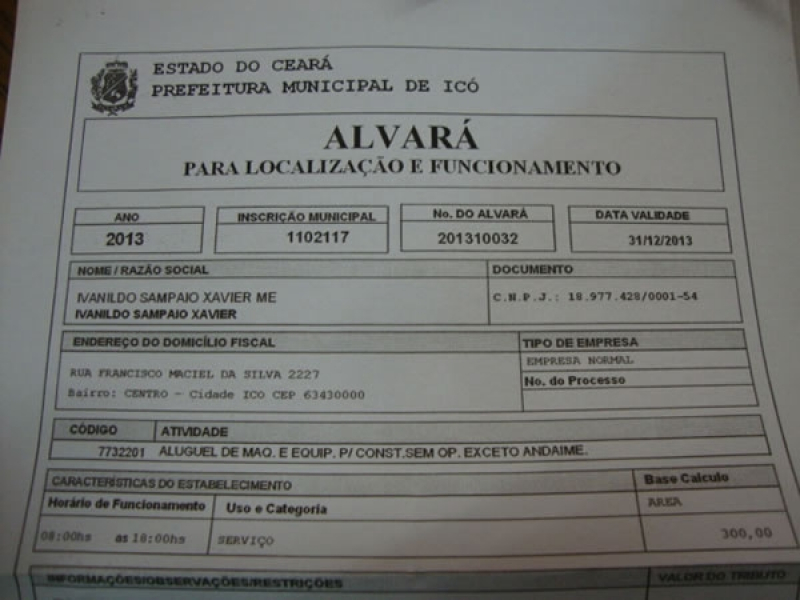 ESTADO DO CEARÁ
PREFEITURA MUNICIPAL DE ICÓ
ALVARÁ
PARA LOCALIZAÇÃO E FUNCIONAMENTO
ANO
2013
INSCRIÇÃO MUNICIPAL
1102117
No. DO ALVARÁ
201310032
DATA VALIDADE
31/12/2013
NOME / RAZÃO SOCIAL
IVANILDO SAMPAIO XAVIER ME
IVANILDO SAMPAIO XAVIER
DOCUMENTO
C.N.P.J.: 18.977.428/0001-54
ENDEREÇO DO DOMICÍLIO FISCAL
RUA FRANCISCO MACIEL DA SILVA 2227
Bairro: CENTRO - Cidade ICO CEP 63430000
TIPO DE EMPRESA
EMPRESA NORMAL
No. do Processo
CÓDIGO
7732201
ATIVIDADE
ALUGUEL DE MAQ. E EQUIP. P/ CONST.SEM OP. EXCETO ANDAIME.
CARACTERÍSTICAS DO ESTABELECIMENTO
Horário de Funcionamento
08:00hs as 18:00hs
Uso e Categoria
SERVIÇO
Base Calculo
AREA
300,00
INFORMAÇÕES/OBSERVAÇÕES/RESTRIÇÕES
VALOR DO TRIBUTO